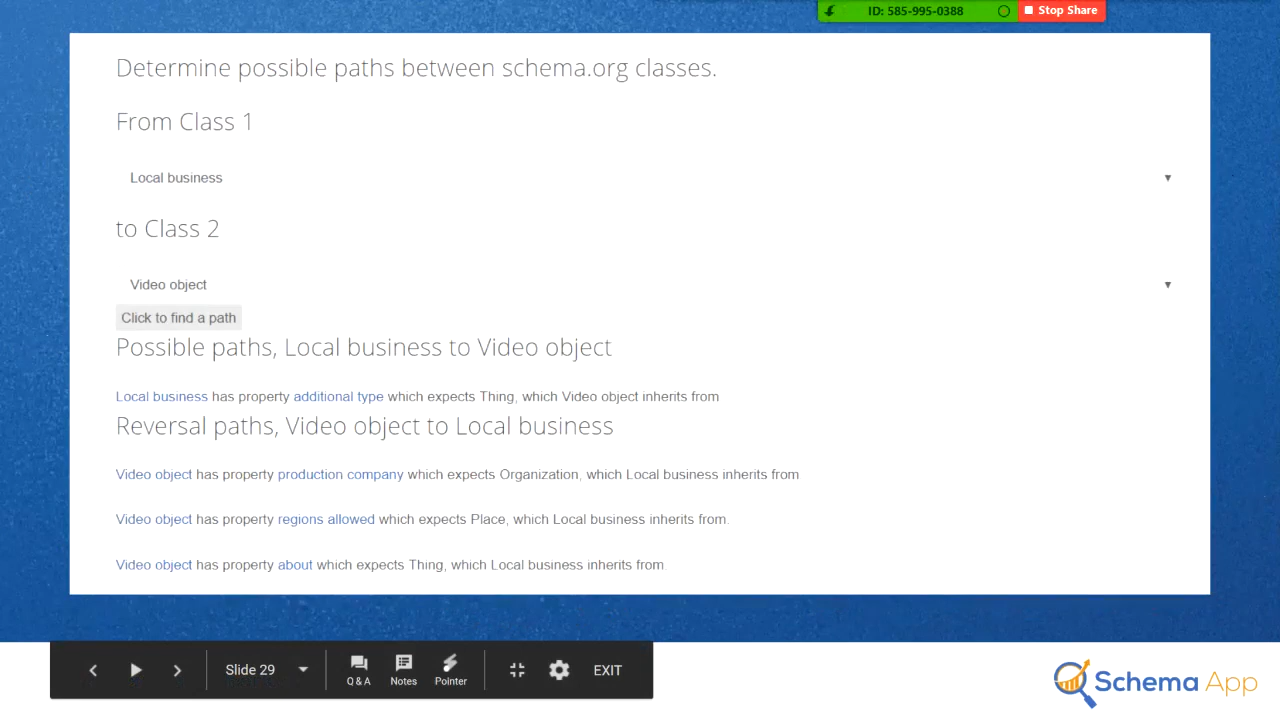 ID: 585-995-0388
Stop Share
Determine possible paths between schema.org classes.
From Class 1
Local business
to Class 2
Video object
Click to find a path
Possible paths, Local business to Video object
Local business has property additional type which expects Thing, which Video object inherits from
Reversal paths, Video object to Local business
Video object has property production company which expects Organization, which Local business inherits from
Video object has property regions allowed which expects Place, which Local business inherits from.
Video object has property about which expects Thing, which Local business inherits from.
Slide 29
Q & A
Notes
Pointer
EXIT
Schema App